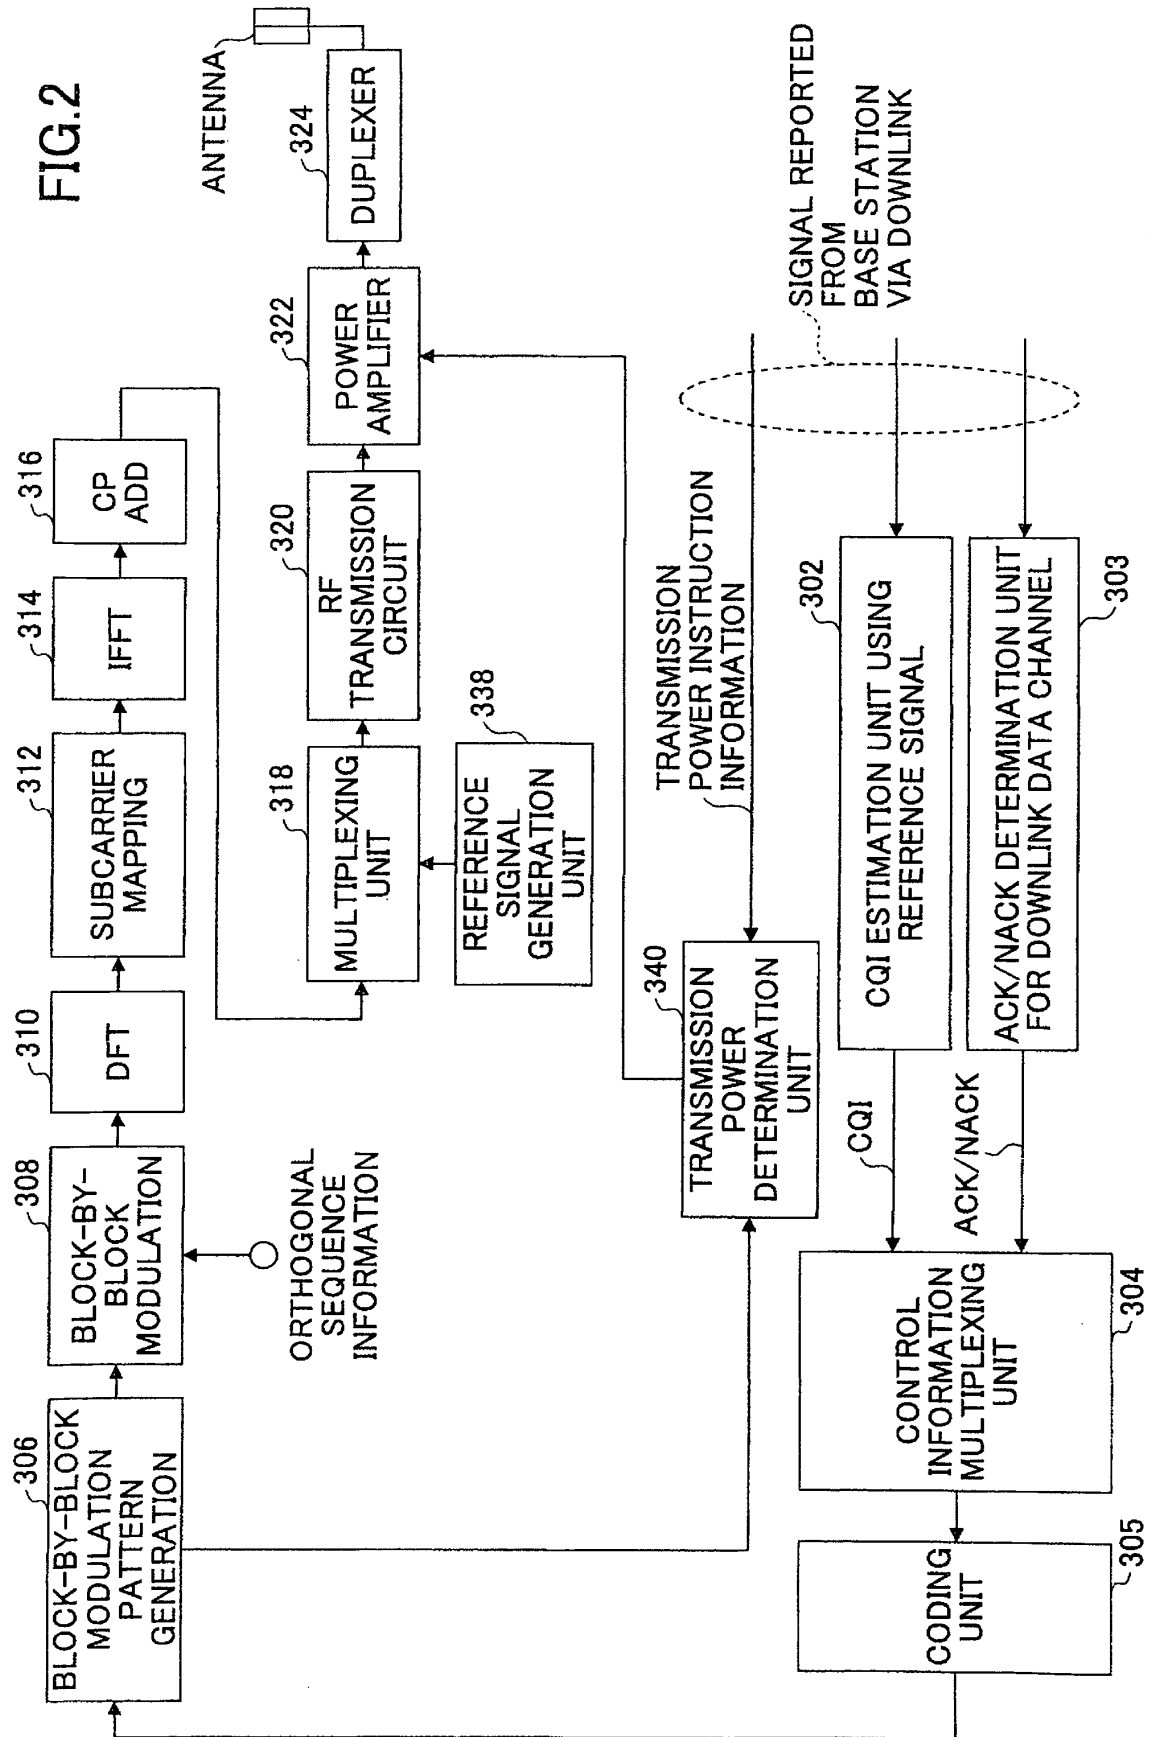 FIG.2
306
BLOCK-BY-BLOCK
MODULATION
PATTERN
GENERATION
308
BLOCK-BY-
BLOCK
MODULATION
ORTHOGONAL
SEQUENCE
INFORMATION
310
DFT
312
SUBCARRIER
MAPPING
314
IFFT
316
CP
ADD
318
MULTIPLEXING
UNIT
338
REFERENCE
SIGNAL
GENERATION
UNIT
320
RF
TRANSMISSION
CIRCUIT
322
POWER
AMPLIFIER
324
DUPLEXER
ANTENNA
340
TRANSMISSION
POWER
DETERMINATION
UNIT
TRANSMISSION
POWER INSTRUCTION
INFORMATION
SIGNAL REPORTED
FROM
BASE STATION
VIA DOWNLINK
302
CQI ESTIMATION UNIT USING
REFERENCE SIGNAL
ACK/NACK DETERMINATION UNIT
FOR DOWNLINK DATA CHANNEL
303
CQI
ACK/NACK
CONTROL
INFORMATION
MULTIPLEXING
UNIT
304
CODING
UNIT
305